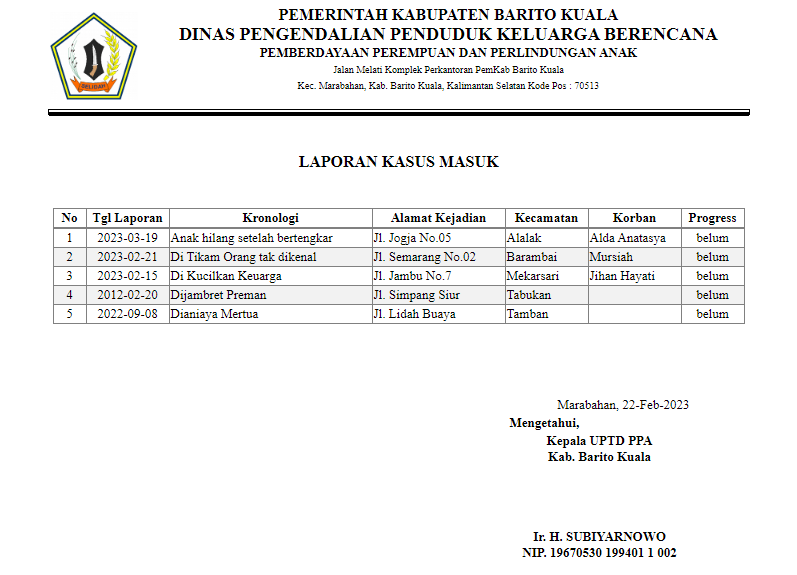 PEMERINTAH KABUPATEN BARITO KUALA
DINAS PENGENDALIAN PENDUDUK KELUARGA BERENCANA
PEMBERDAYAAN PEREMPUAN DAN PERLINDUNGAN ANAK
Jalan Melati Komplek Perkantoran PemKab Barito Kuala
Kec. Marabahan, Kab. Barito Kuala, Kalimantan Selatan Kode Pos : 70513
SELIDAH
LAPORAN KASUS MASUK
No Tgl Laporan Kronologi Alamat Kejadian Kecamatan Korban Progress
1 2023-03-19 Anak hilang setelah bertengkar Jl. Jogja No.05 Alalak Alda Anatasya belum
2 2023-02-21 Di Tikam Orang tak dikenal Jl. Semarang No.02 Barambai Mursiah belum
3 2023-02-15 Di Kucilkan Keuarga Jl. Jambu No.7 Mekarsari Jihan Hayati belum
4 2012-02-20 Dijambret Preman Jl. Simpang Siur Tabukan belum
5 2022-09-08 Dianiaya Mertua Jl. Lidah Buaya Tamban belum
Marabahan, 22-Feb-2023
Mengetahui,
Kepala UPTD PPA
Kab. Barito Kuala
Ir. H. SUBIYARNOWO
NIP. 19670530 199401 1 002